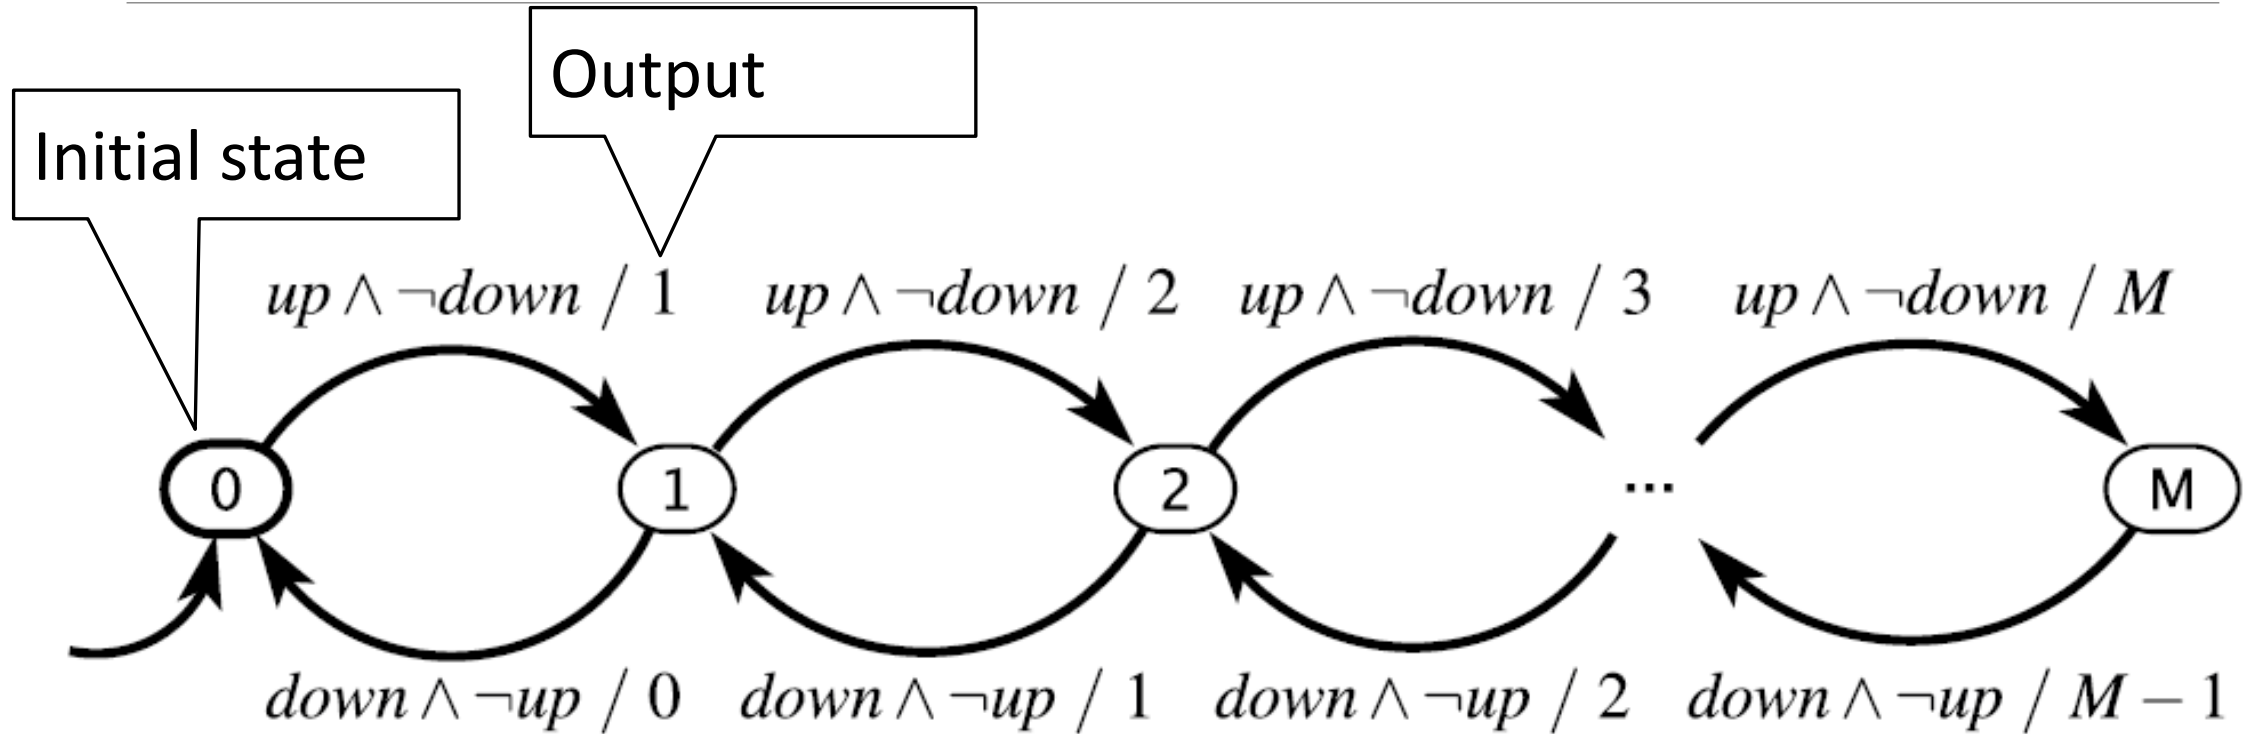 Output
Initial state
up ∧ ¬down / 1 up ∧ ¬down / 2 up ∧ ¬down / 3 up ∧ ¬down / M
0 1 2 ... M
down ∧ ¬up / 0 down ∧ ¬up / 1 down ∧ ¬up / 2 down ∧ ¬up / M − 1